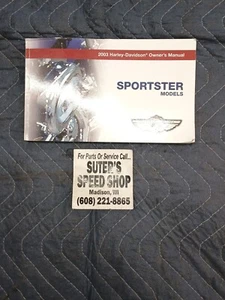 2003 Harley-Davidson® Owner's Manual
SPORTSTER
MODELS
For Parts Or Service Call...
SUTER'S
SPEED SHOP
Madison, WI
(608) 221-8865